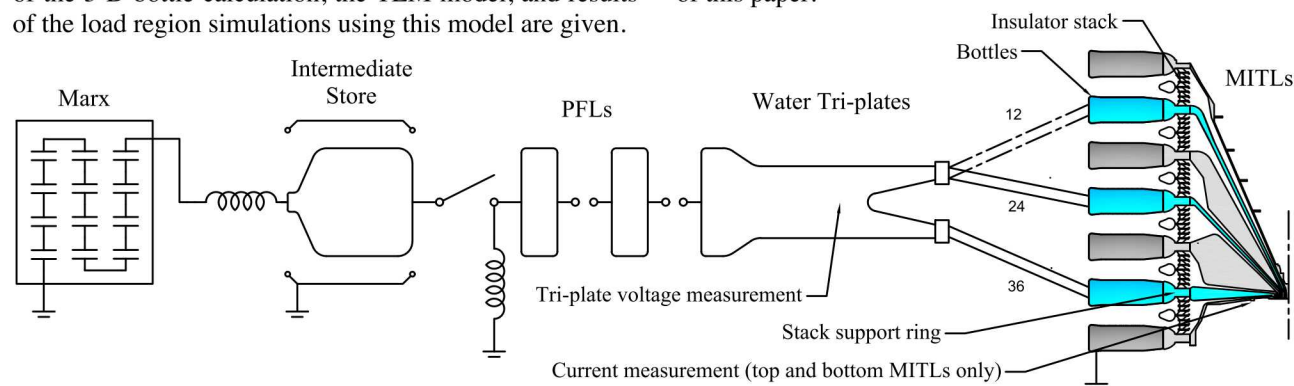 of the 3-D bottle calculation, the TLM model, and results
of this paper.
of the load region simulations using this model are given.
Insulator stack
Bottles
MITLs
Intermediate
Store
Marx
PFLs
Water Tri-plates
12
24
36
Tri-plate voltage measurement
Stack support ring
Current measurement (top and bottom MITLs only)